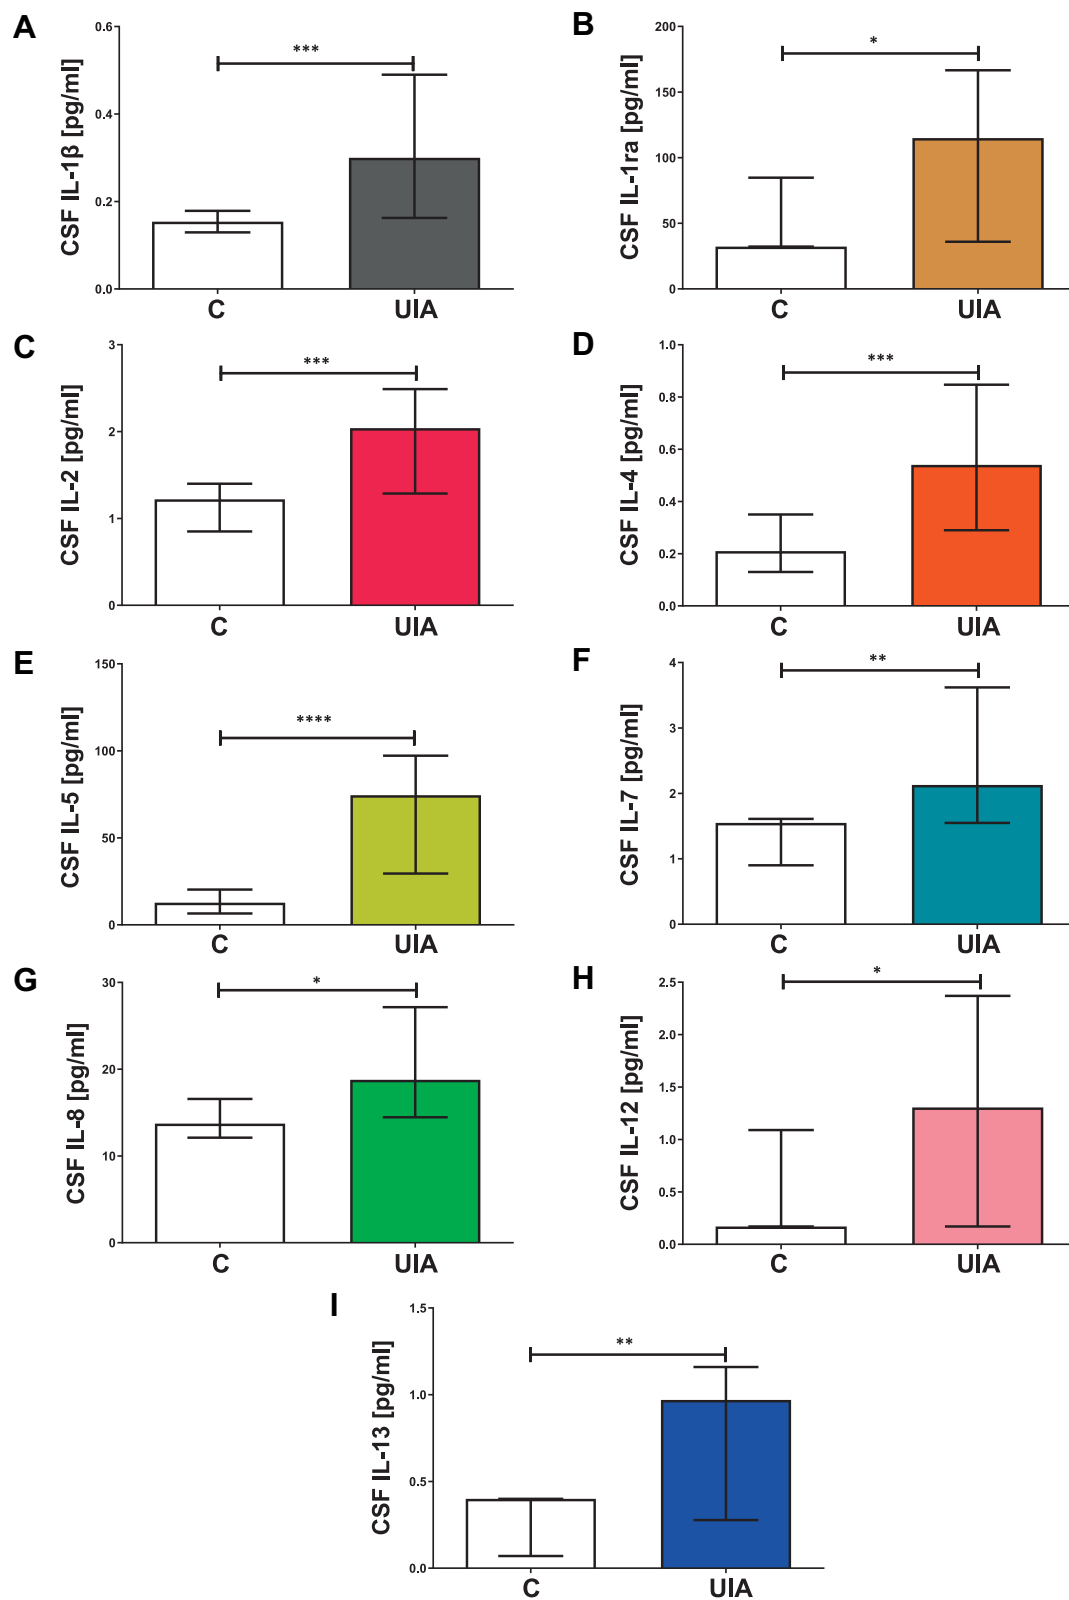 A
CSF IL-1β [pg/ml]
0.6
0.4
0.2
0.0
***
C
UIA
B
CSF IL-1ra [pg/ml]
200
150
100
50
0
*
C
UIA
C
CSF IL-2 [pg/ml]
3
2
1
0
***
C
UIA
D
CSF IL-4 [pg/ml]
1.0
0.8
0.6
0.4
0.2
0.0
***
C
UIA
E
CSF IL-5 [pg/ml]
150
100
50
0
****
C
UIA
F
CSF IL-7 [pg/ml]
4
3
2
1
0
**
C
UIA
G
CSF IL-8 [pg/ml]
30
20
10
0
*
C
UIA
H
CSF IL-12 [pg/ml]
2.5
2.0
1.5
1.0
0.5
0.0
*
C
UIA
I
CSF IL-13 [pg/ml]
1.5
1.0
0.5
0.0
**
C
UIA